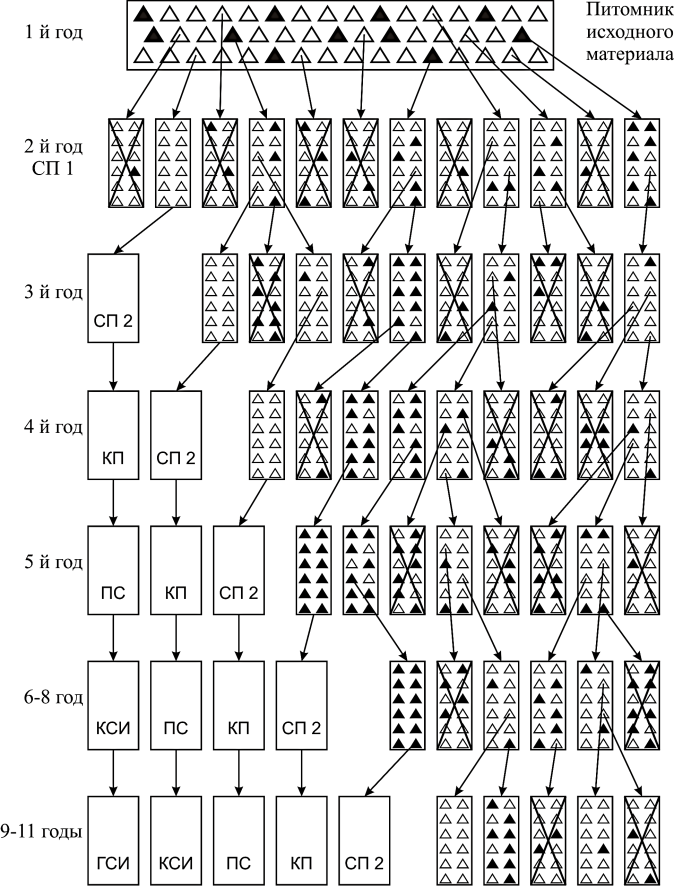 1 й год
Питомник
исходного
материала
2 й год
СП 1
3 й год
СП 2
4 й год
КП
СП 2
5 й год
ПС
КП
СП 2
6-8 год
КСИ
ПС
КП
СП 2
9-11 годы
ГСИ
КСИ
ПС
КП
СП 2